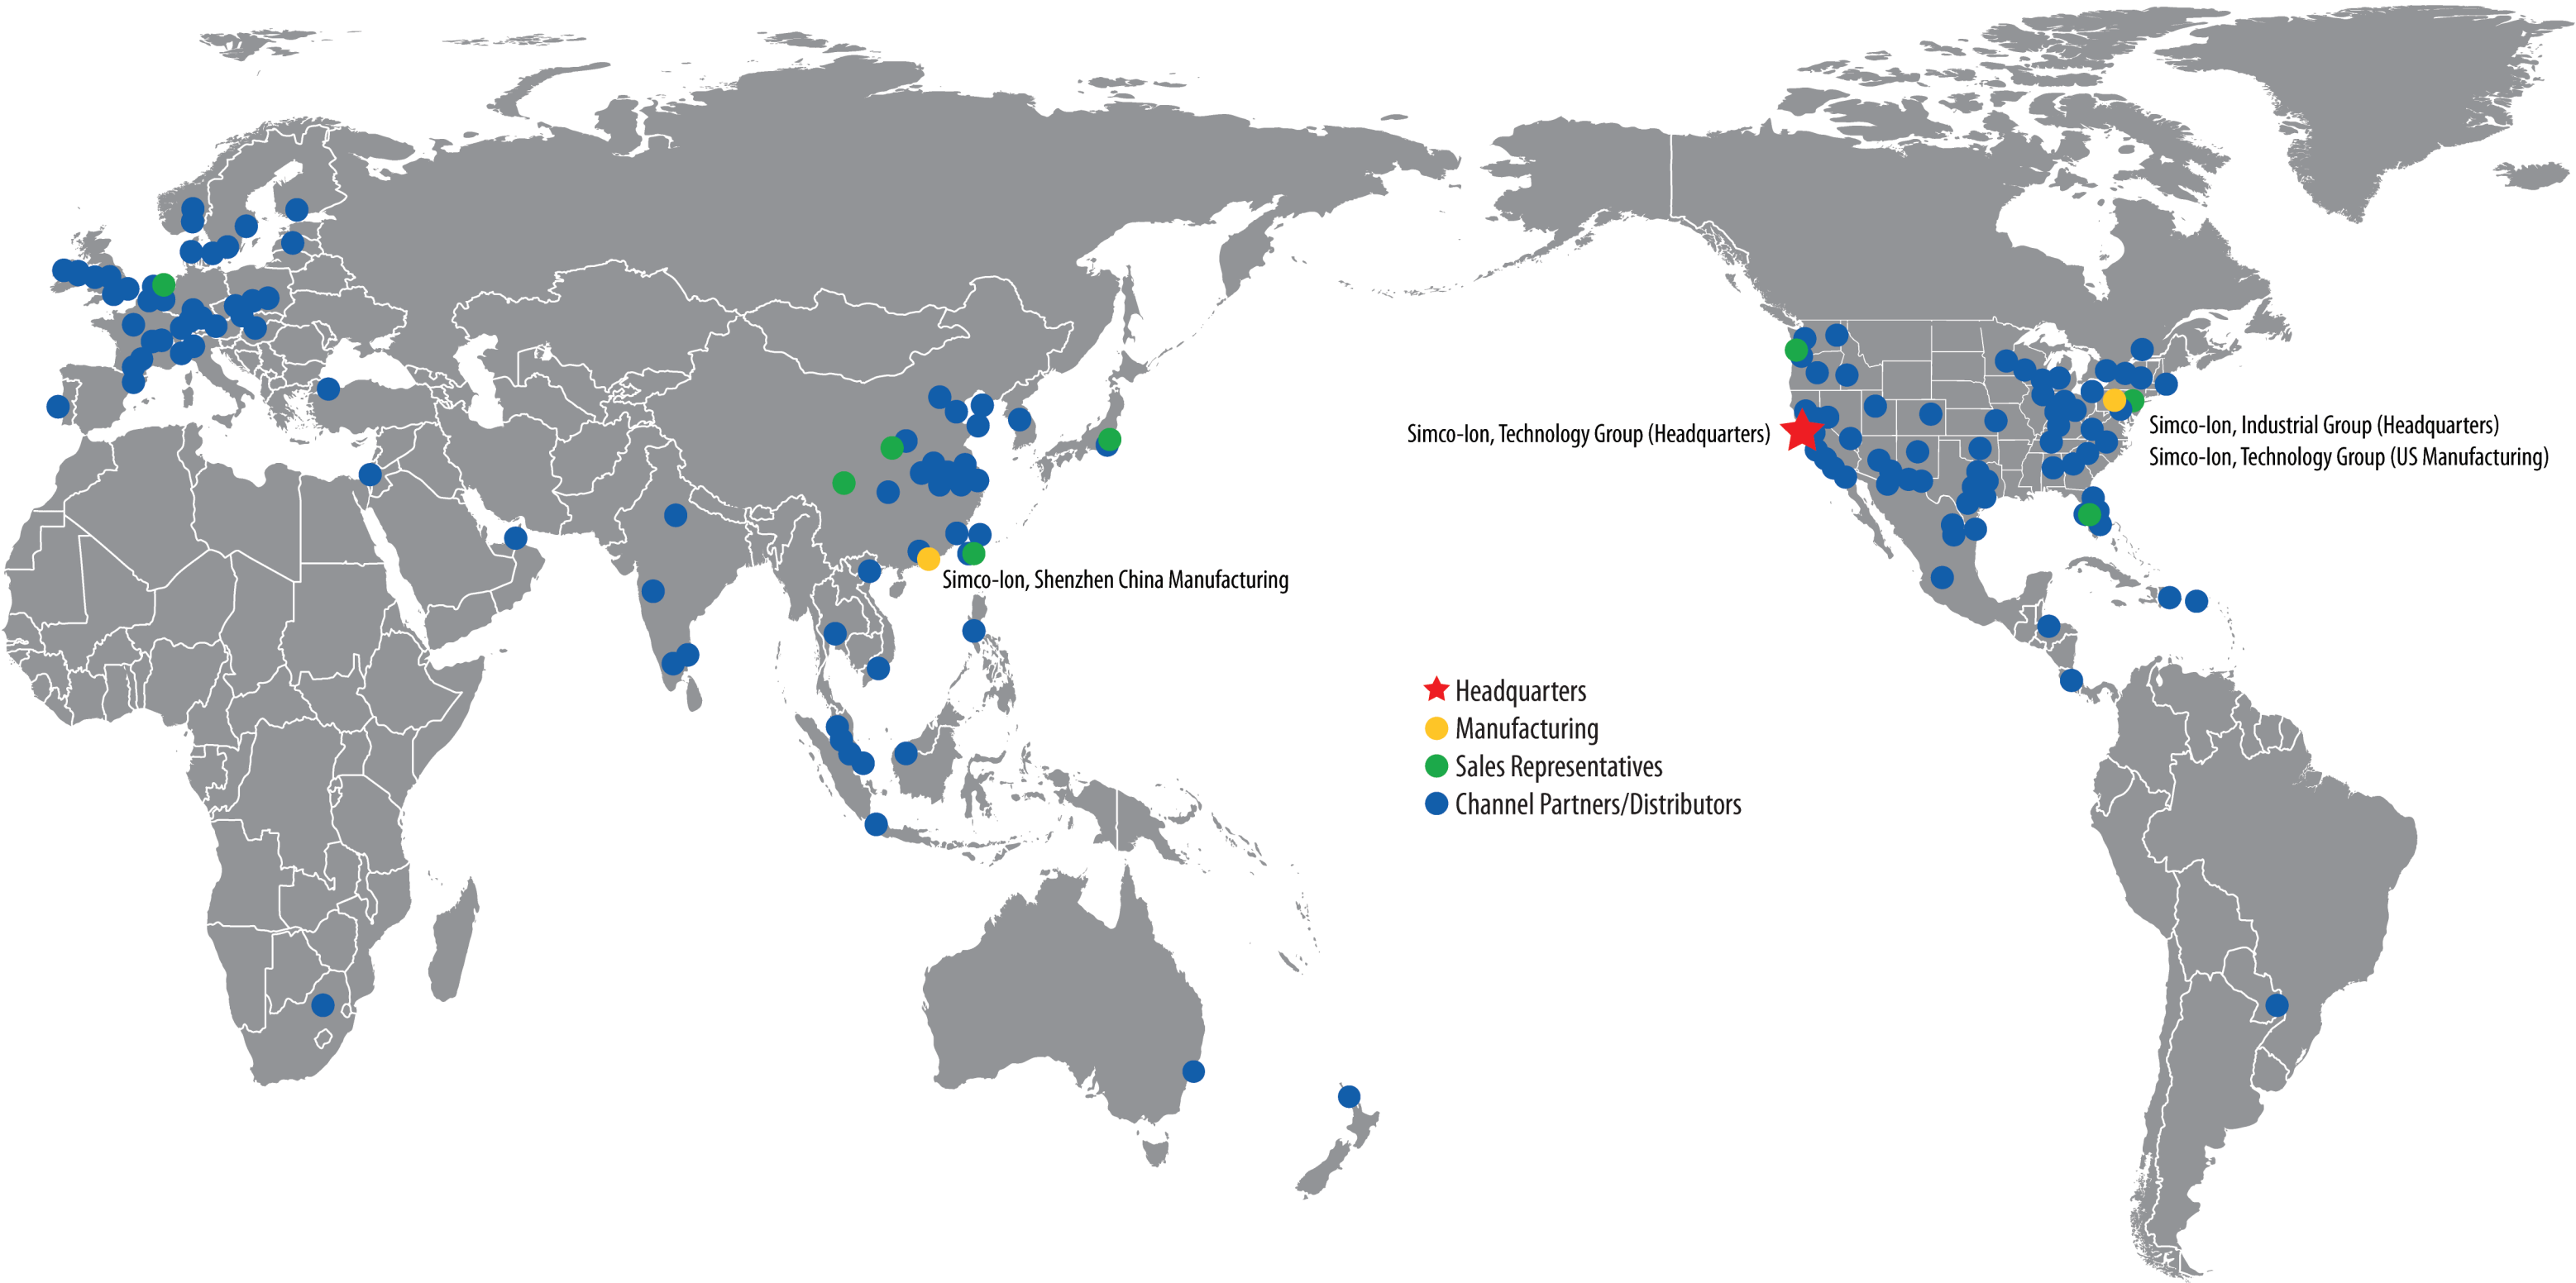 Simco-Ion, Technology Group (Headquarters)
Simco-Ion, Industrial Group (Headquarters)
Simco-Ion, Technology Group (US Manufacturing)
Simco-Ion, Shenzhen China Manufacturing
Headquarters
Manufacturing
Sales Representatives
Channel Partners/Distributors